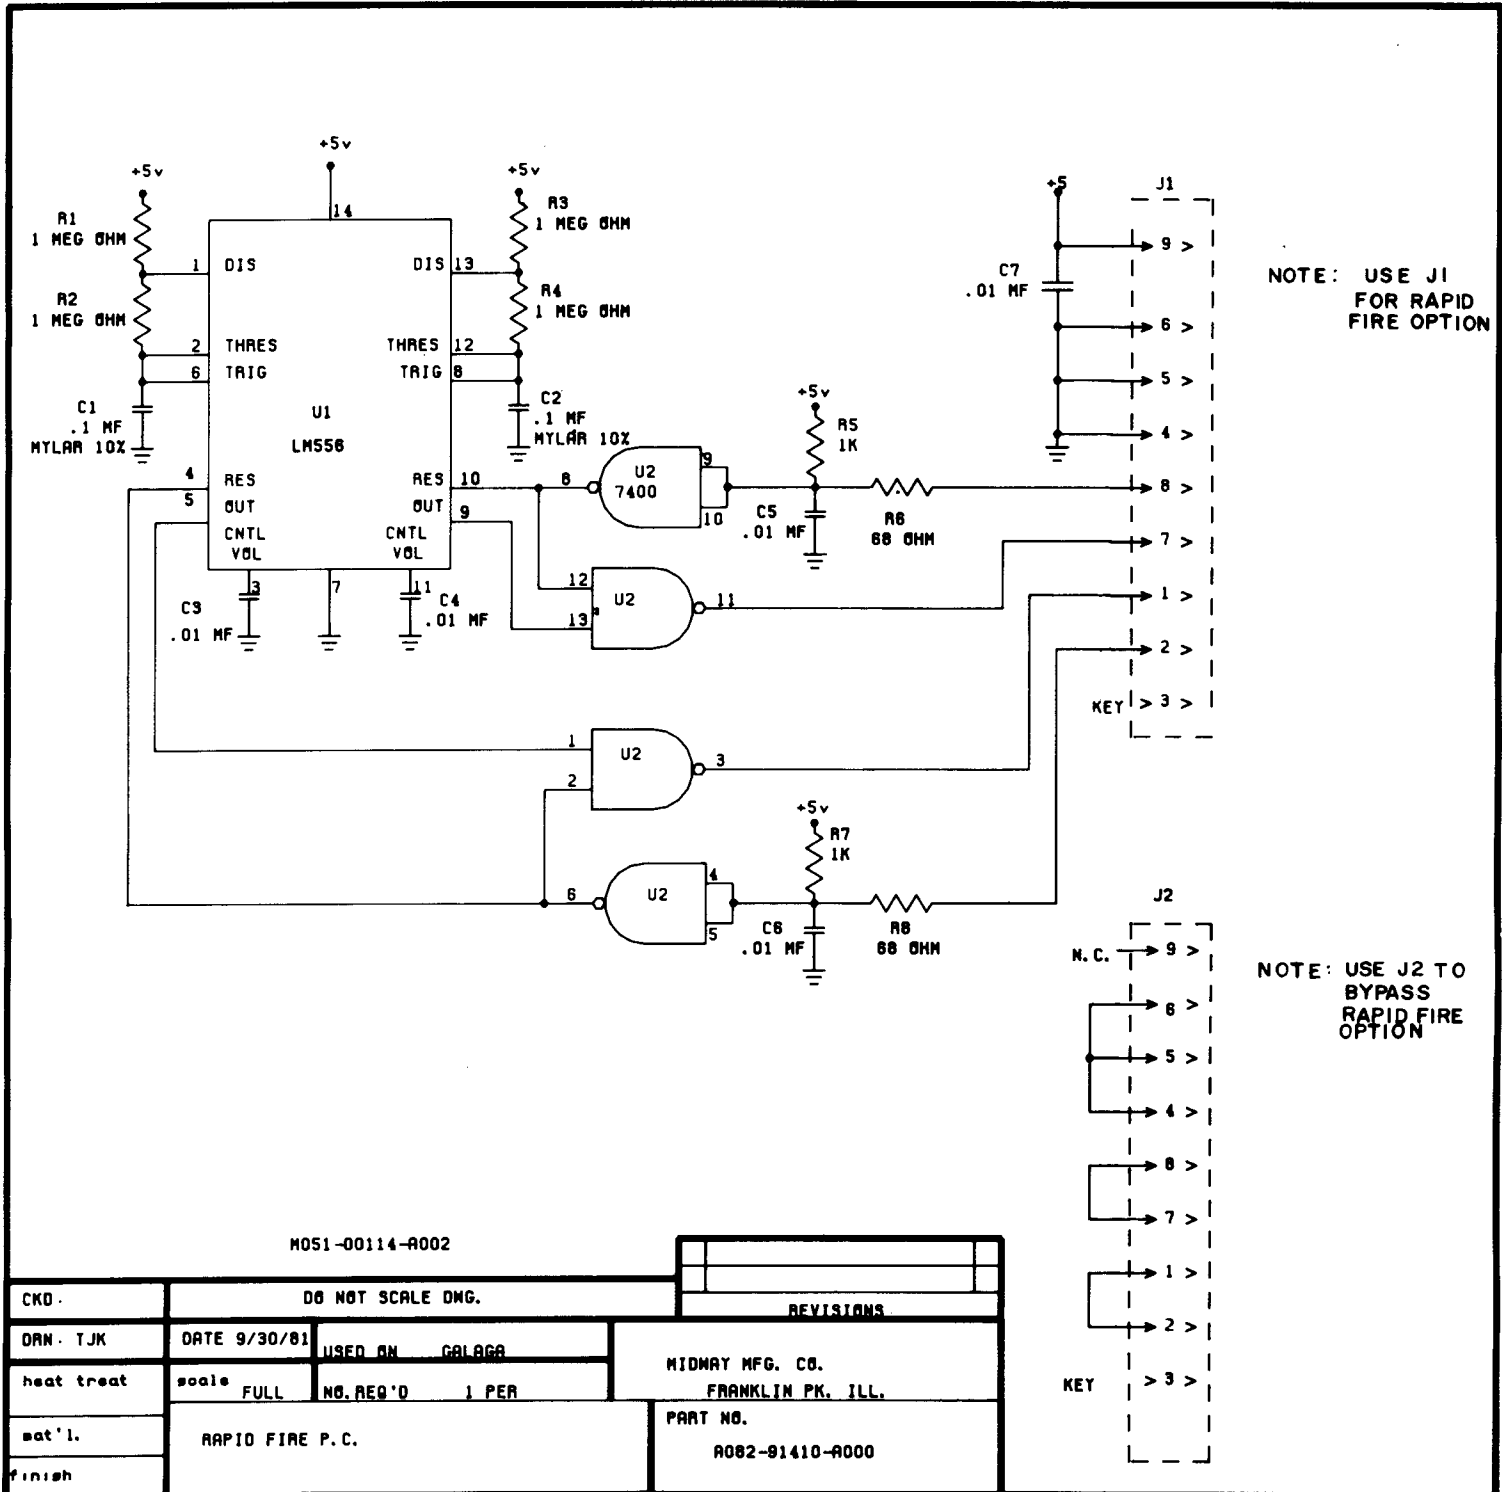 +5v
+5v
+5v
+5
J1
R1
1 MEG OHM
R2
1 MEG OHM
C1
.1 MF
MYLAR 10%
14
1
DIS
DIS
13
2
THRES
THRES
12
6
TRIG
TRIG
8
U1
LM556
4
RES
RES
10
5
OUT
OUT
9
CNTL
VOL
CNTL
VOL
3
7
11
C3
.01 MF
C4
.01 MF
R3
1 MEG OHM
R4
1 MEG OHM
C2
.1 MF
MYLAR 10%
8
U2
7400
9
10
+5v
R5
1K
C5
.01 MF
R6
68 OHM
C7
.01 MF
9 >
6 >
5 >
4 >
8 >
7 >
1 >
2 >
KEY > 3 >
NOTE: USE J1
FOR RAPID
FIRE OPTION
12
13
U2
11
1
2
U2
3
6
U2
4
5
+5v
R7
1K
C6
.01 MF
R8
68 OHM
J2
N.C.
9 >
6 >
5 >
4 >
8 >
7 >
1 >
2 >
KEY > 3 >
NOTE: USE J2 TO
BYPASS
RAPID FIRE
OPTION
M051-00114-A002
CKD.
DO NOT SCALE DWG.
REVISIONS
DRN. TJK
DATE 9/30/81
USED ON GALAGA
MIDWAY MFG. CO.
FRANKLIN PK. ILL.
heat treat
scale FULL
NO. REQ'D 1 PER
mat'l.
RAPID FIRE P.C.
PART NO.
A082-91410-A000
finish